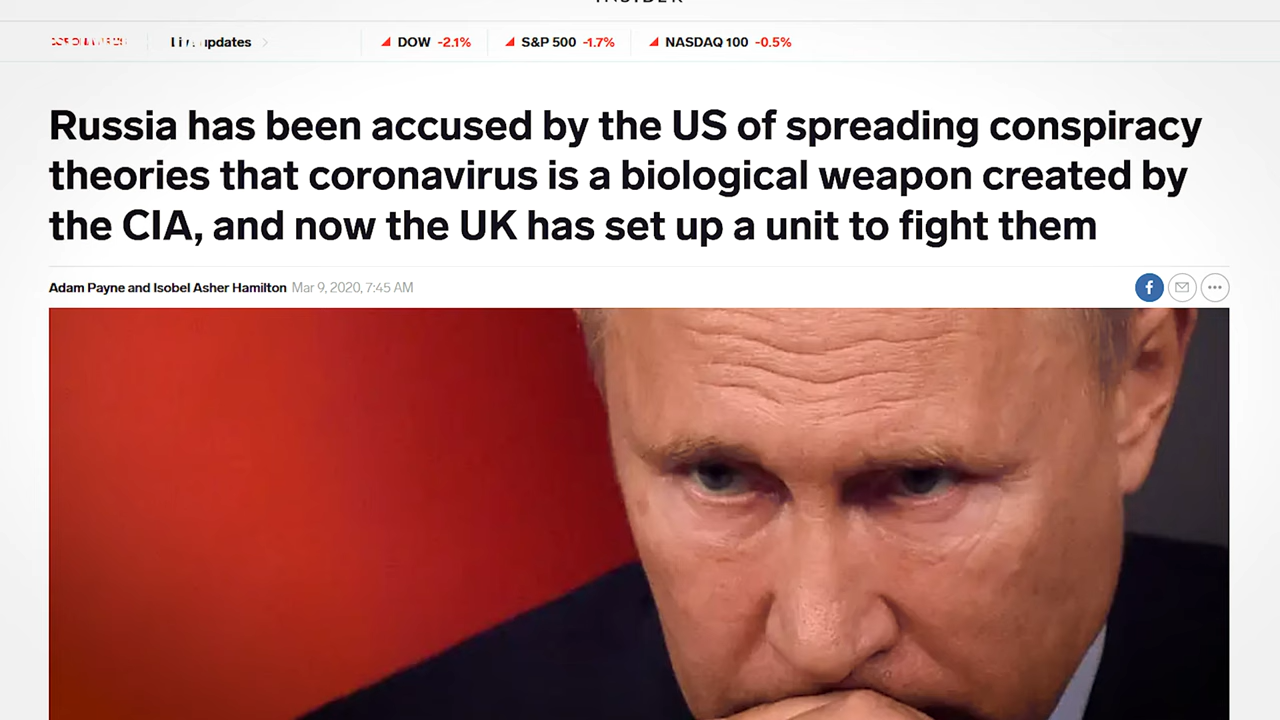 INSIDER
updates
DOW -2.1% S&P 500 -1.7% NASDAQ 100 -0.5%
Russia has been accused by the US of spreading conspiracy
theories that coronavirus is a biological weapon created by
the CIA, and now the UK has set up a unit to fight them
Adam Payne and Isobel Asher Hamilton Mar 9, 2020, 7:45 AM
f